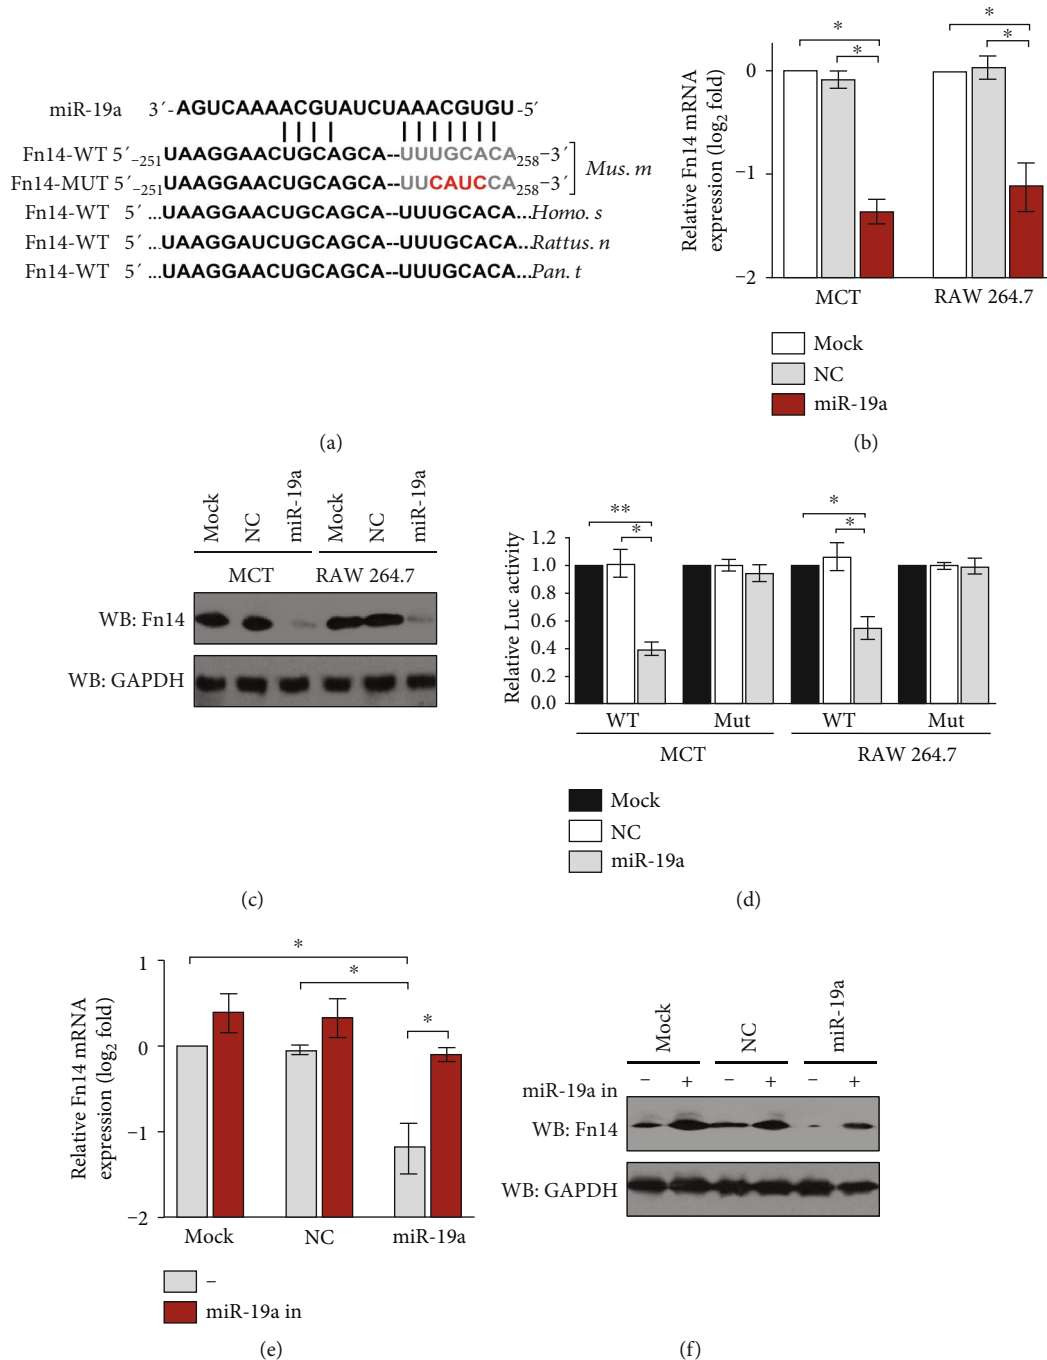 miR-19a 3´-AGUCAAAACGUAUCUAAACGUGU-5´
Fn14-WT 5´-251UAAGGAACUGCAGCA--UUUGCACA258-3´
Fn14-MUT 5´-251UAAGGAACUGCAGCA--UUCAUCCA258-3´
Mus. m
Fn14-WT 5´ ...UAAGGAACUGCAGCA--UUUGCACA...Homo. s
Fn14-WT 5´ ...UAAGGAUCUGCAGCA--UUUGCACA...Rattus. n
Fn14-WT 5´ ...UAAGGAACUGCAGCA--UUUGCACA...Pan. t
(a)
Relative Fn14 mRNA
expression (log2 fold)
0
−1
−2
* * * *
MCT RAW 264.7
Mock
NC
miR-19a
(b)
Mock NC miR-19a Mock NC miR-19a
MCT RAW 264.7
WB: Fn14
WB: GAPDH
(c)
Relative Luc activity
1.2
1.0
0.8
0.6
0.4
0.2
0.0
** * * *
WT Mut WT Mut
MCT RAW 264.7
Mock
NC
miR-19a
(d)
Relative Fn14 mRNA
expression (log2 fold)
1
0
−1
−2
* * *
Mock NC miR-19a
−
miR-19a in
(e)
Mock NC miR-19a
miR-19a in − + − + − +
WB: Fn14
WB: GAPDH
(f)